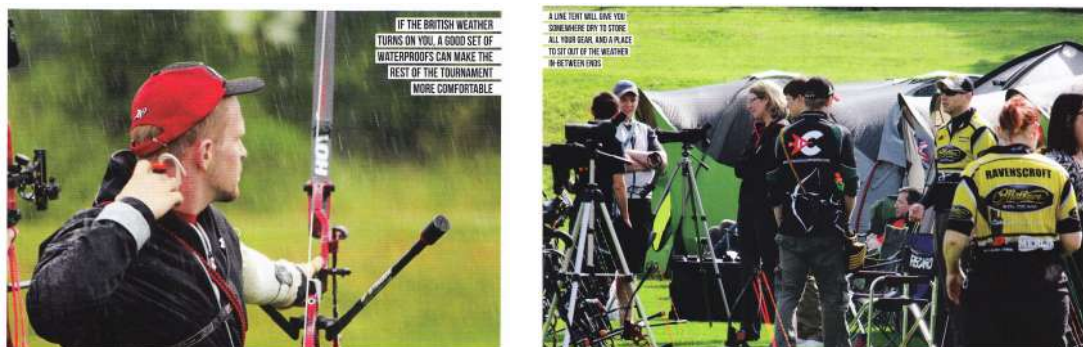 IF THE BRITISH WEATHER
TURNS ON YOU, A GOOD SET OF
WATERPROOFS CAN MAKE THE
REST OF THE TOURNAMENT
MORE COMFORTABLE
HOYT
A LINE TENT WILL GIVE YOU
SOMEWHERE DRY TO STORE
ALL YOUR GEAR, AND A PLACE
TO SIT OUT OF THE WEATHER
IN-BETWEEN ENDS
RAVENSCROFT
MERLIN